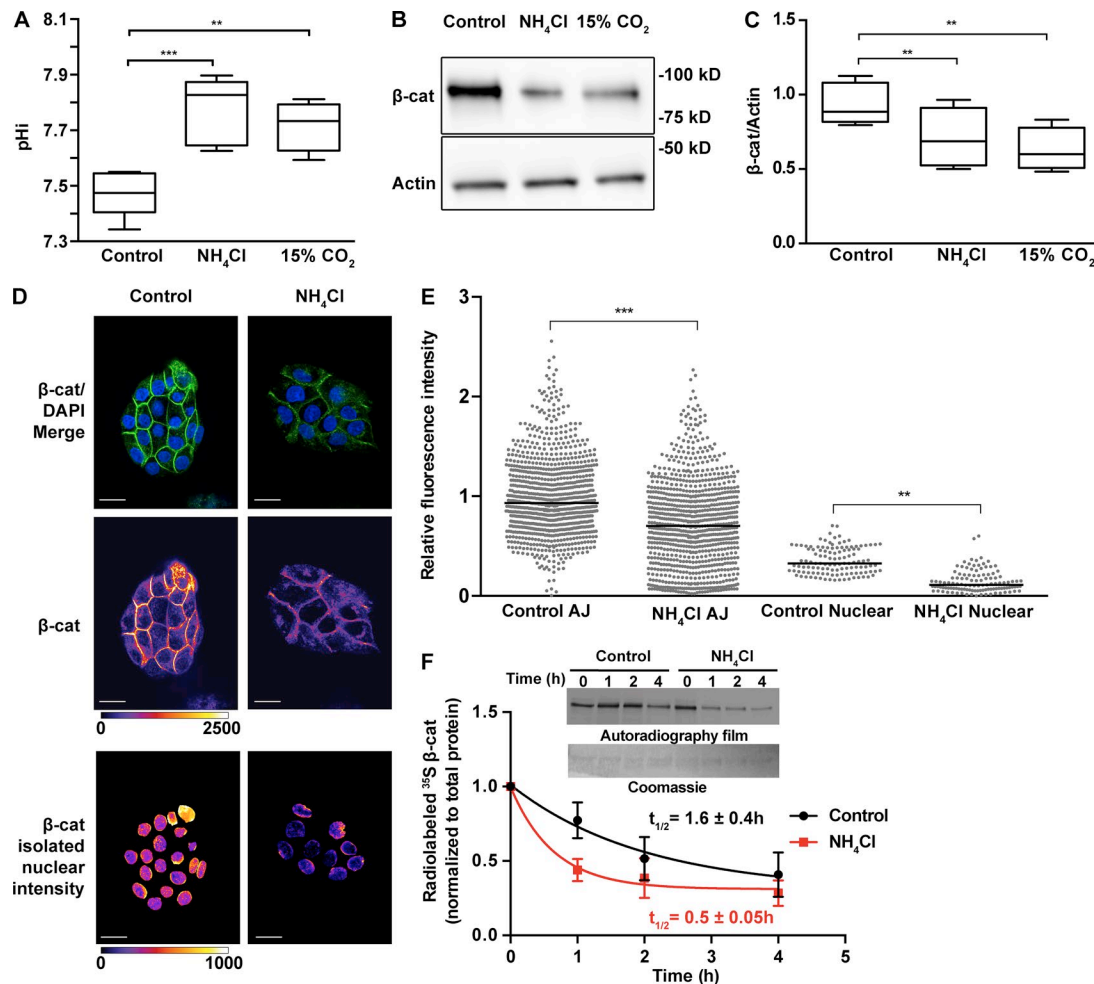 A
8.1
7.9
7.7
7.5
7.3
pHi
**
***
Control
NH₄Cl
15% CO₂
B
Control NH₄Cl 15% CO₂
β-cat
-100 kD
-75 kD
-50 kD
Actin
C
1.5
1.0
0.5
0.0
β-cat/Actin
**
**
Control
NH₄Cl
15% CO₂
D
Control
NH₄Cl
β-cat/
DAPI
Merge
β-cat
0
2500
β-cat
isolated
nuclear
intensity
0
1000
E
3
2
1
0
Relative fluorescence intensity
***
**
Control AJ
NH₄Cl AJ
Control Nuclear
NH₄Cl Nuclear
F
Control
NH₄Cl
Time (h) 0 1 2 4 0 1 2 4
Autoradiography film
Coomassie
1.5
1.0
0.5
0.0
Radiolabeled ³⁵S β-cat
(normalized to total protein)
t₁/₂= 1.6 ± 0.4h
Control
NH₄Cl
t₁/₂= 0.5 ± 0.05h
0 1 2 3 4 5
Time (h)